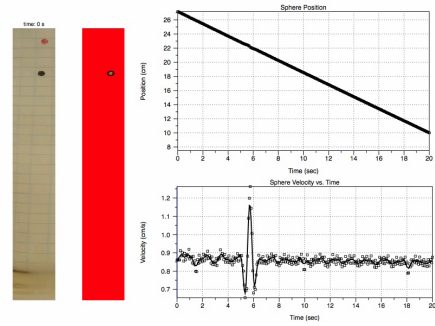 time: 0 s
Sphere Position
Position (cm)
26
24
22
20
18
16
14
12
10
8
0 2 4 6 8 10 12 14 16 18 20
Time (sec)
Sphere Velocity vs. Time
Velocity (cm/s)
1.2
1.1
1.0
0.9
0.8
0.7
0 2 4 6 8 10 12 14 16 18 20
Time (sec)